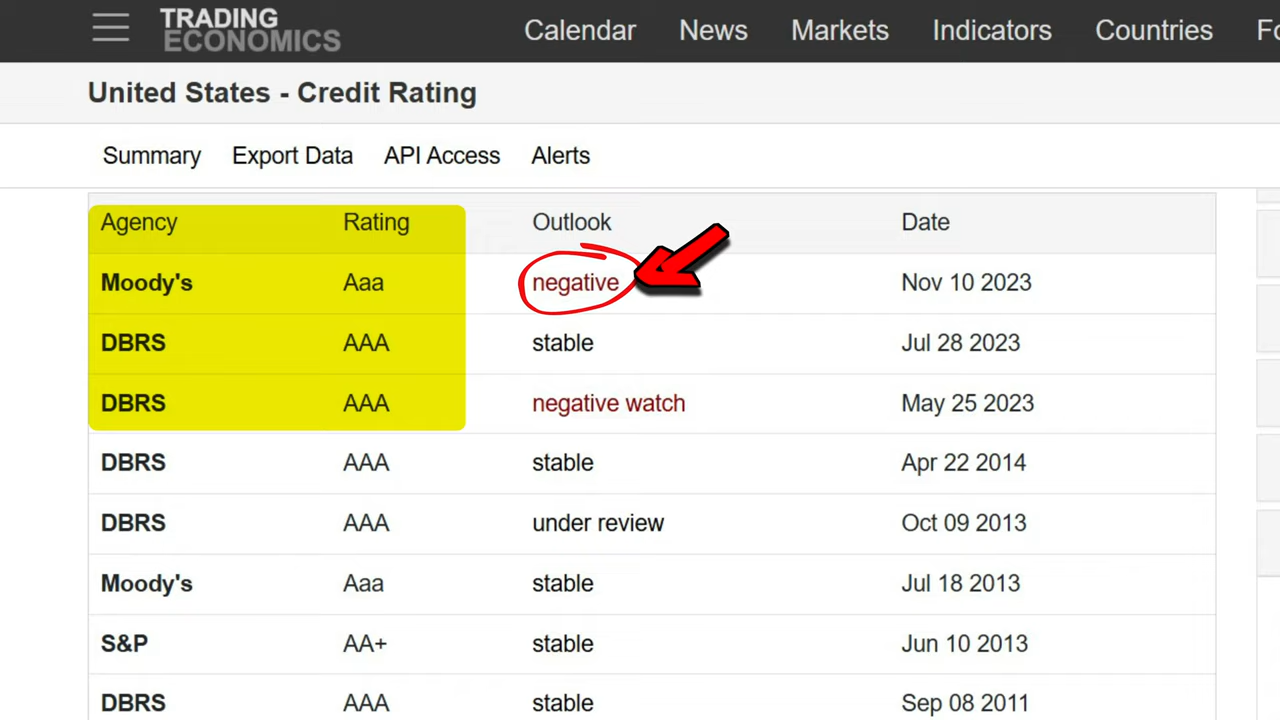 TRADING
ECONOMICS
Calendar News Markets Indicators Countries
United States - Credit Rating
Summary Export Data API Access Alerts
Agency Rating Outlook Date
Moody's Aaa negative Nov 10 2023
DBRS AAA stable Jul 28 2023
DBRS AAA negative watch May 25 2023
DBRS AAA stable Apr 22 2014
DBRS AAA under review Oct 09 2013
Moody's Aaa stable Jul 18 2013
S&P AA+ stable Jun 10 2013
DBRS AAA stable Sep 08 2011